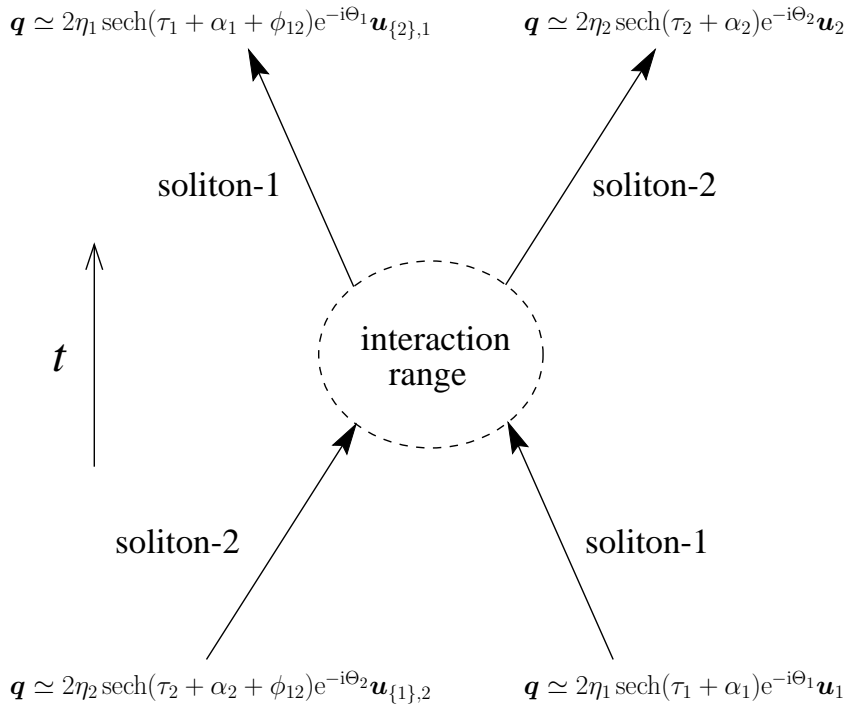 q ≃ 2η₁ sech(τ₁ + α₁ + ϕ₁₂)e^{−iΘ₁}u_{{2},1}
q ≃ 2η₂ sech(τ₂ + α₂)e^{−iΘ₂}u₂
soliton-1
soliton-2
t
interaction
range
soliton-2
soliton-1
q ≃ 2η₂ sech(τ₂ + α₂ + ϕ₁₂)e^{−iΘ₂}u_{{1},2}
q ≃ 2η₁ sech(τ₁ + α₁)e^{−iΘ₁}u₁